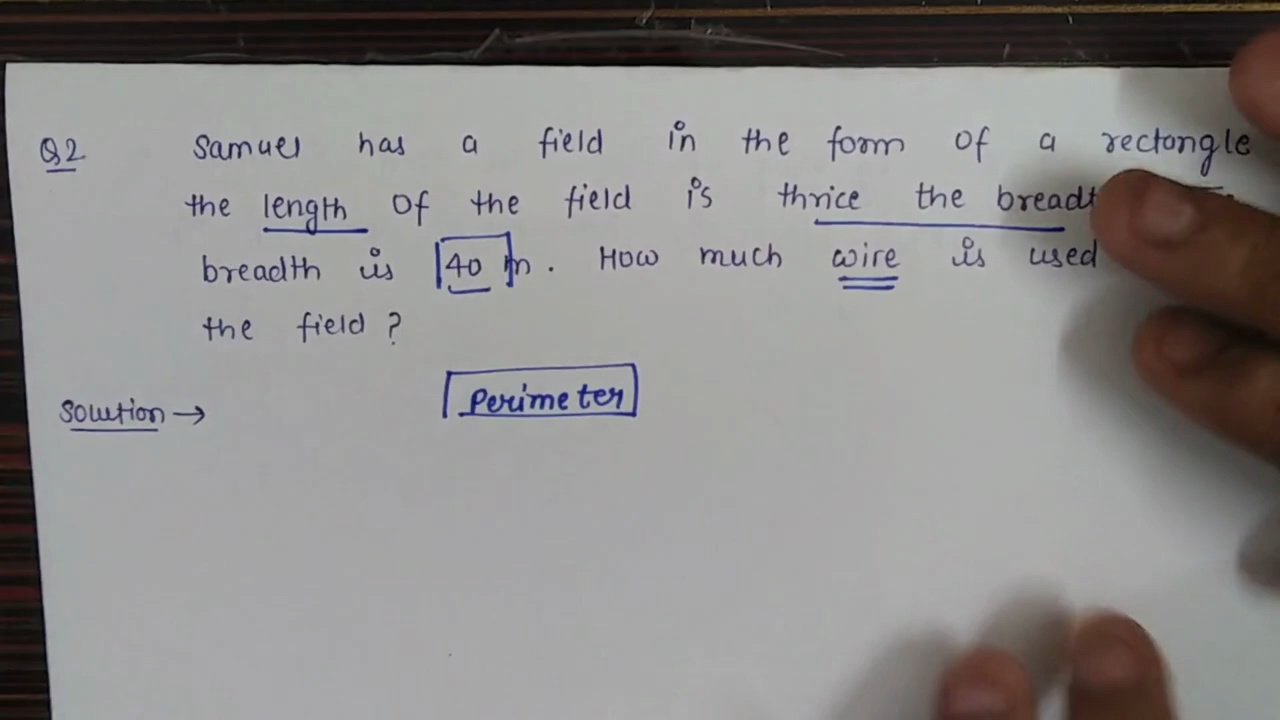 Q2 Samuel has a field in the form of a rectangle
the length of the field is thrice the
breadth is 40 m. How much wire is used
the field?
Solution → Perimeter